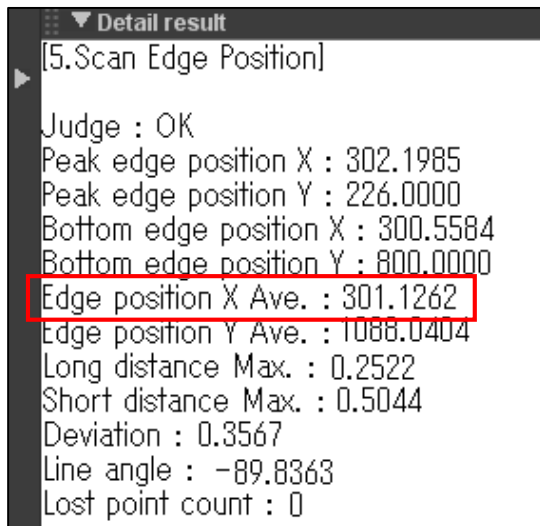 Detail result
[5.Scan Edge Position]
Judge : OK
Peak edge position X : 302.1985
Peak edge position Y : 226.0000
Bottom edge position X : 300.5584
Bottom edge position Y : 800.0000
Edge position X Ave. : 301.1262
Edge position Y Ave. : 1088.0404
Long distance Max. : 0.2522
Short distance Max. : 0.5044
Deviation : 0.3567
Line angle : -89.8363
Lost point count : 0